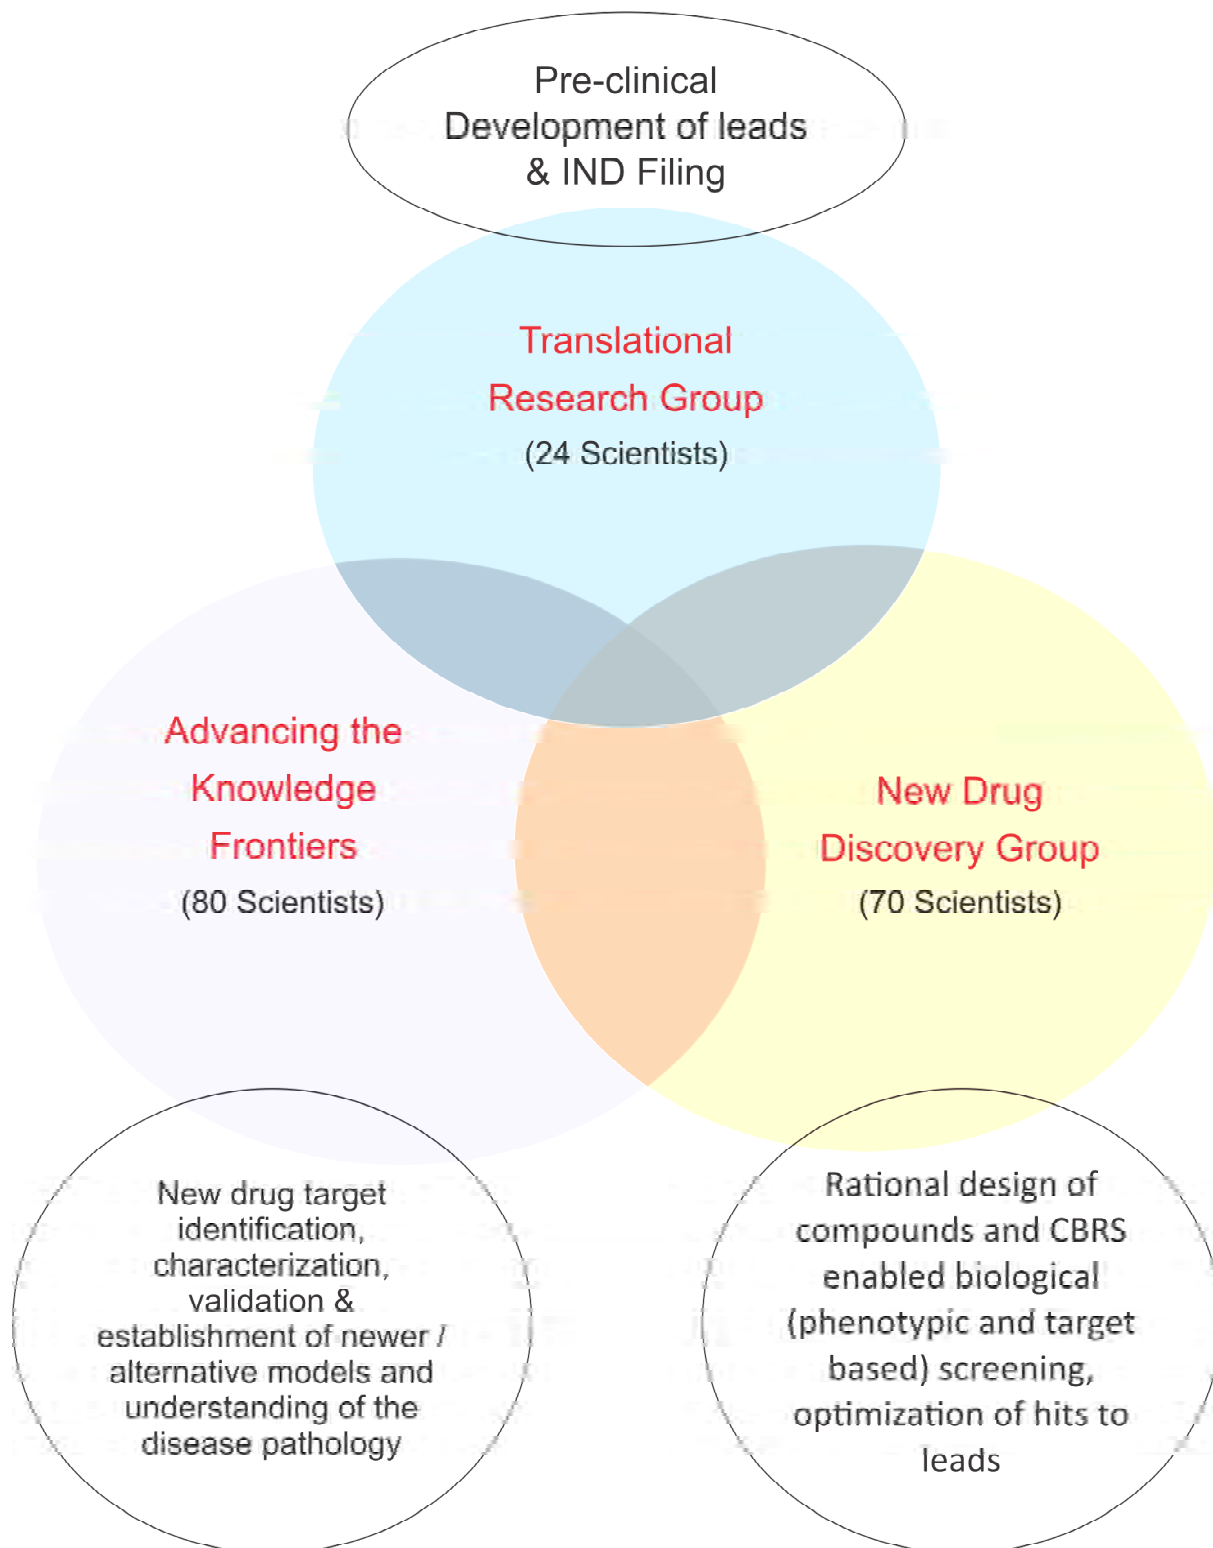 Pre-clinical
Development of leads
& IND Filing
Translational
Research Group
(24 Scientists)
Advancing the
Knowledge
Frontiers
(80 Scientists)
New Drug
Discovery Group
(70 Scientists)
New drug target
identification,
characterization,
validation &
establishment of newer /
alternative models and
understanding of the
disease pathology
Rational design of
compounds and CBRS
enabled biological
(phenotypic and target
based) screening,
optimization of hits to
leads